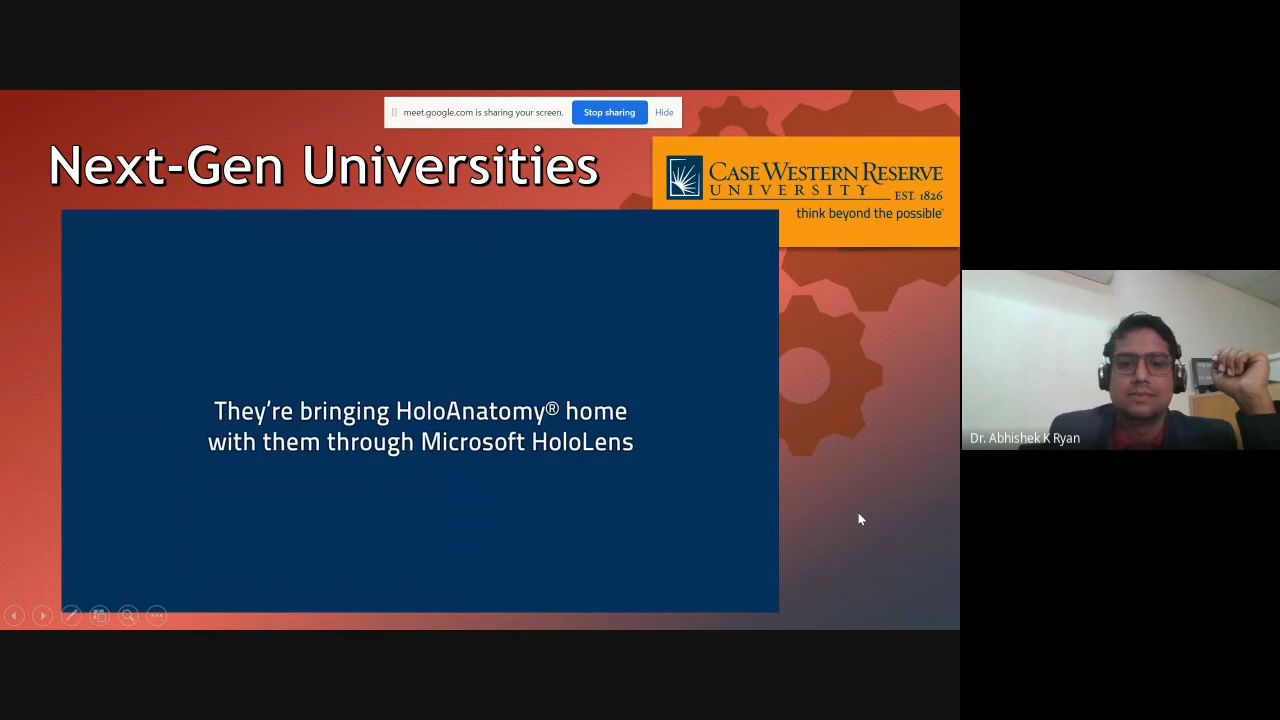 meet.google.com is sharing your screen.
Stop sharing
Hide
Next-Gen Universities
CASE WESTERN RESERVE
UNIVERSITY
EST. 1826
think beyond the possible™
They're bringing HoloAnatomy® home
with them through Microsoft HoloLens
Dr. Abhishek K Ryan